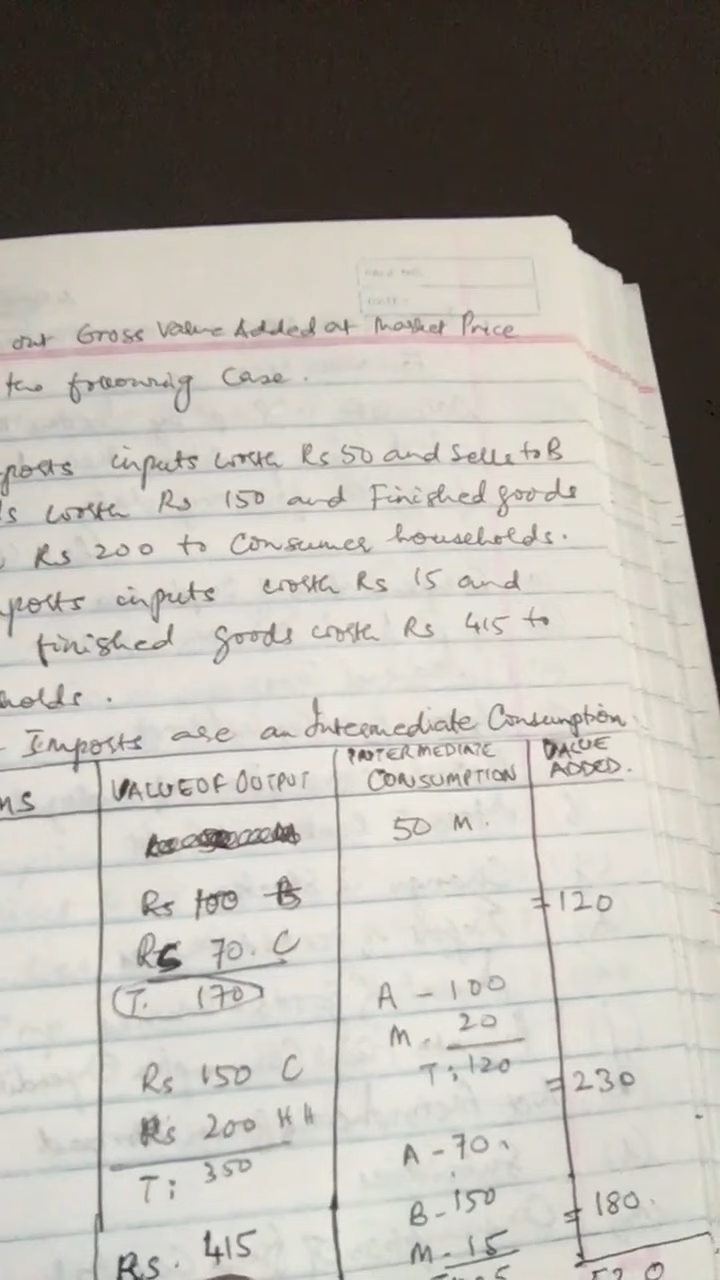 out Gross Value Added at Market Price
the following Case.
ports inputs worth Rs 50 and Sells to B
s worth Rs 150 and Finished goods
Rs 200 to Consumer households.
ports inputs worth Rs 15 and
finished goods worth Rs 415 to
holds.
- Imports are an Intermediate Consumption
MS VALUE OF OUTPUT INTERMEDIATE CONSUMPTION VALUE ADDED.
50 M.
Rs 100 B = 120
Rs 70. C
T. 170 A - 100
M. 20
Rs 150 C T: 120 = 230
Rs 200 HH
T: 350 A - 70
B - 150 = 180.
Rs. 415 M - 15